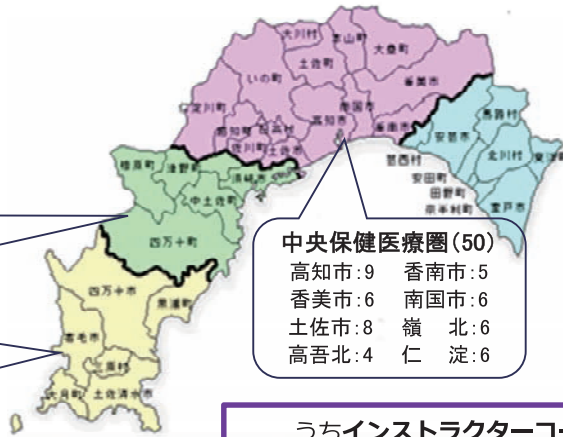 大川村
本山町
大豊町
土佐町
いの町
香美市
仁淀川町
南国市
高知市
越知町
日高村
香南市
佐川町
土佐市
馬路村
安芸市
北川村
東洋町
芸西村
安田町
田野町
奈半利町
室戸市
梼原町
津野町
須崎市
中土佐町
四万十町
四万十市
黒潮町
宿毛市
三原村
大月町
土佐清水市
中央保健医療圏(50)
高知市:9 香南市:5
香美市:6 南国市:6
土佐市:8 嶺 北:6
高吾北:4 仁 淀:6
うちインストラクターコー